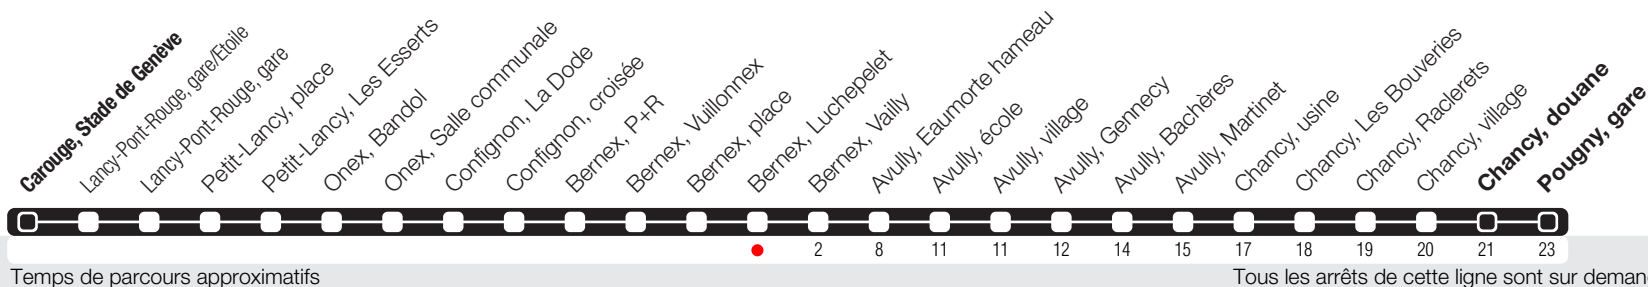 Carouge, Stade de Genève
Lancy-Pont-Rouge, gare/Etoile
Lancy-Pont-Rouge, gare
Petit-Lancy, place
Petit-Lancy, Les Esserts
Onex, Bandol
Onex, Salle communale
Confignon, La Dode
Confignon, croisée
Bernex, P+R
Bernex, Vuillonnex
Bernex, place
Bernex, Luchepelet
Bernex, Vailly
Avully, Eaumorte hameau
Avully, école
Avully, village
Avully, Gennecy
Avully, Bachères
Avully, Martinet
Chancy, usine
Chancy, Les Bouveries
Chancy, Raclerets
Chancy, village
Chancy, douane
Pougny, gare
2 8 11 11 12 14 15 17 18 19 20 21 23
Temps de parcours approximatifs
Tous les arrêts de cette ligne sont sur